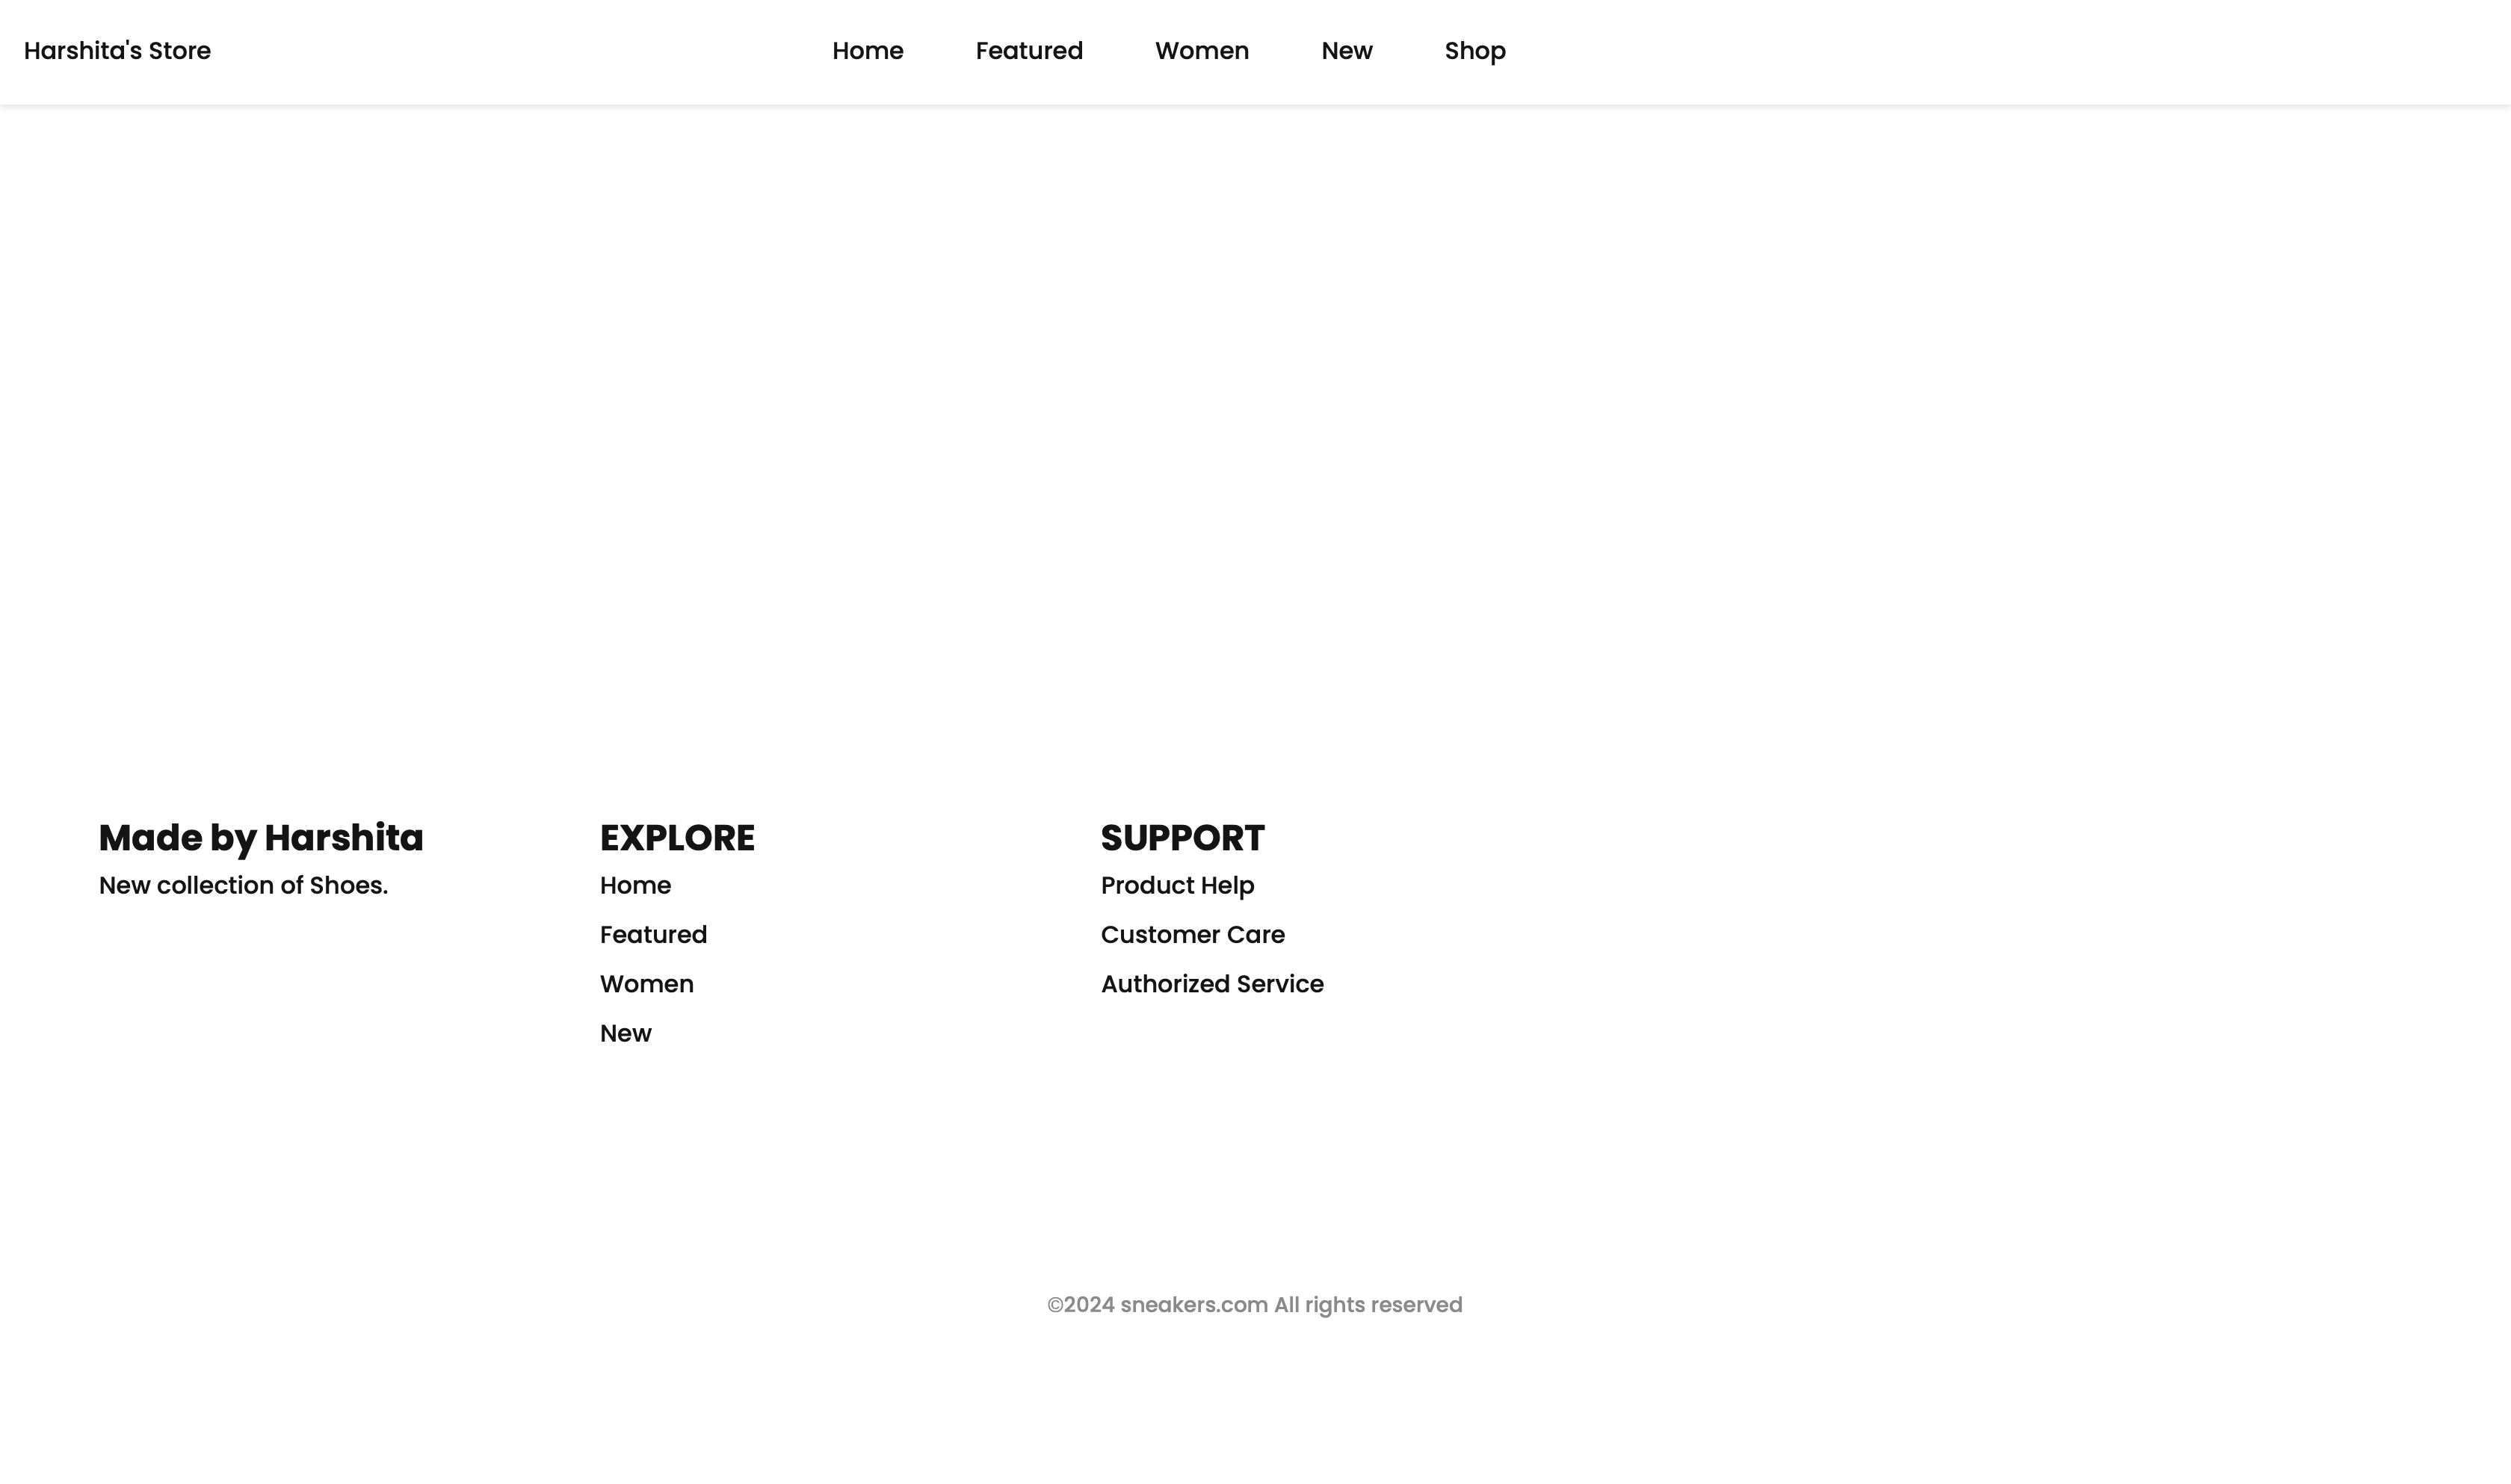 Harshita's Store
Home Featured Women New Shop
Made by Harshita
New collection of Shoes.
EXPLORE
Home
Featured
Women
New
SUPPORT
Product Help
Customer Care
Authorized Service
©2024 sneakers.com All rights reserved